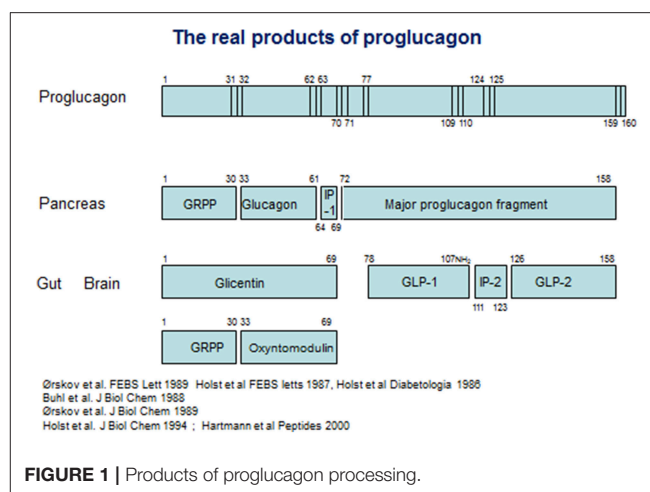 The real products of proglucagon
1 31 32 62 63 77 124 125
Proglucagon
70 71 109 110 159 160
1 30 33 61 72 158
Pancreas GRPP Glucagon IP -1 Major proglucagon fragment
64 69
1 69 78 107NH₂ 126 158
Gut Brain Glicentin GLP-1 IP-2 GLP-2
111 123
1 30 33 69
GRPP Oxyntomodulin
Ørskov et al. FEBS Lett 1989 Holst et al FEBS letts 1987, Holst et al Diabetologia 1986
Buhl et al. J Biol Chem 1988
Ørskov et al. J Biol Chem 1989
Holst et al. J Biol Chem 1994 ; Hartmann et al Peptides 2000
FIGURE 1 | Products of proglucagon processing.